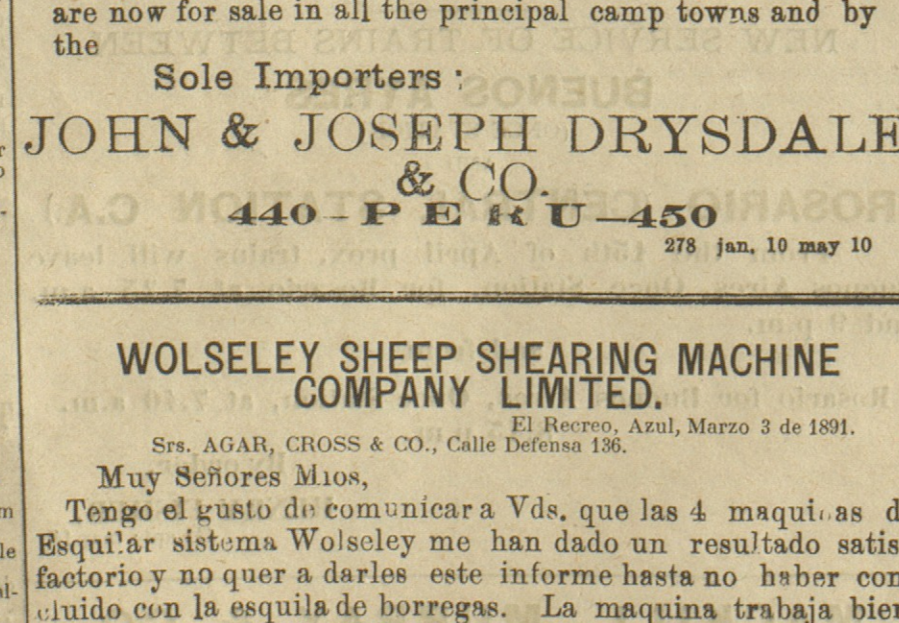 are now for sale in all the principal camp towns and by
the
Sole Importers :
JOHN & JOSEPH DRYSDALE
& CO.
440 - PERU - 450
278 jan, 10 may 10
WOLSELEY SHEEP SHEARING MACHINE
COMPANY LIMITED.
El Recreo, Azul, Marzo 3 de 1891.
Srs. AGAR, CROSS & CO., Calle Defensa 136.
Muy Señores Mios,
Tengo el gusto de comunicar a Vds. que las 4 maquinas d
Esquilar sistema Wolseley me han dado un resultado satis
factorio y no quer a darles este informe hasta no haber con
cluido con la esquila de borregas. La maquina trabaja bien